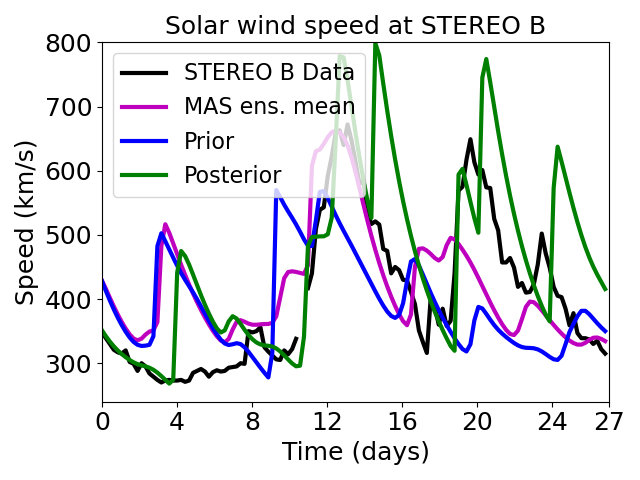 Solar wind speed at STEREO B
Speed (km/s)
800
700
600
500
400
300
STEREO B Data
MAS ens. mean
Prior
Posterior
0 4 8 12 16 20 24 27
Time (days)